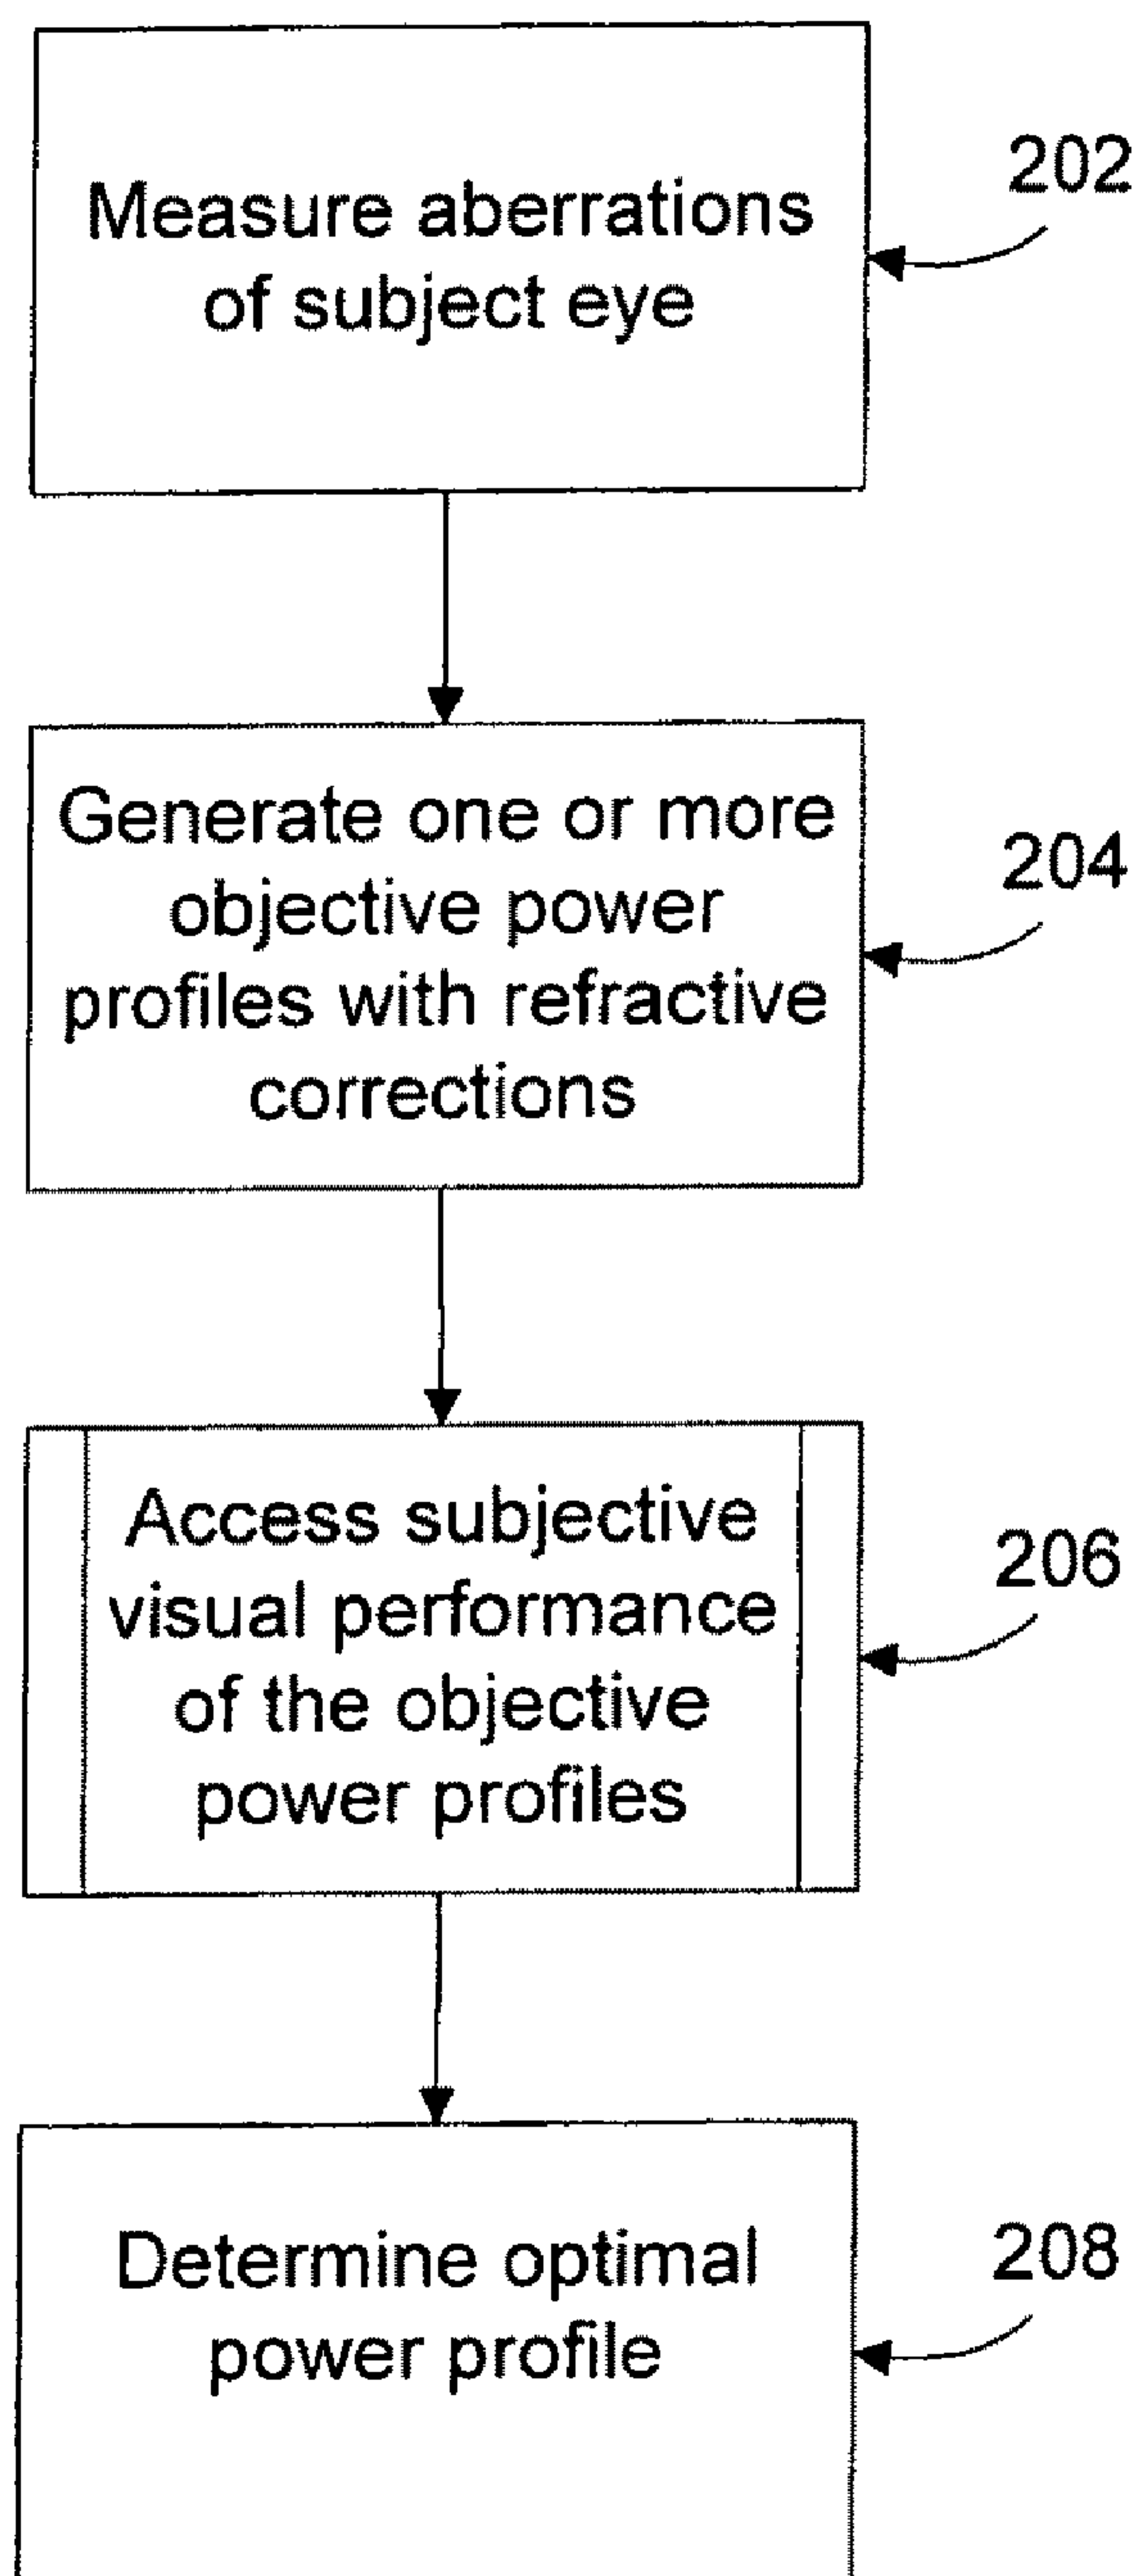 Measure aberrations
of subject eye
202
Generate one or more
objective power
profiles with refractive
corrections
204
Access subjective
visual performance
of the objective
power profiles
206
Determine optimal
power profile
208